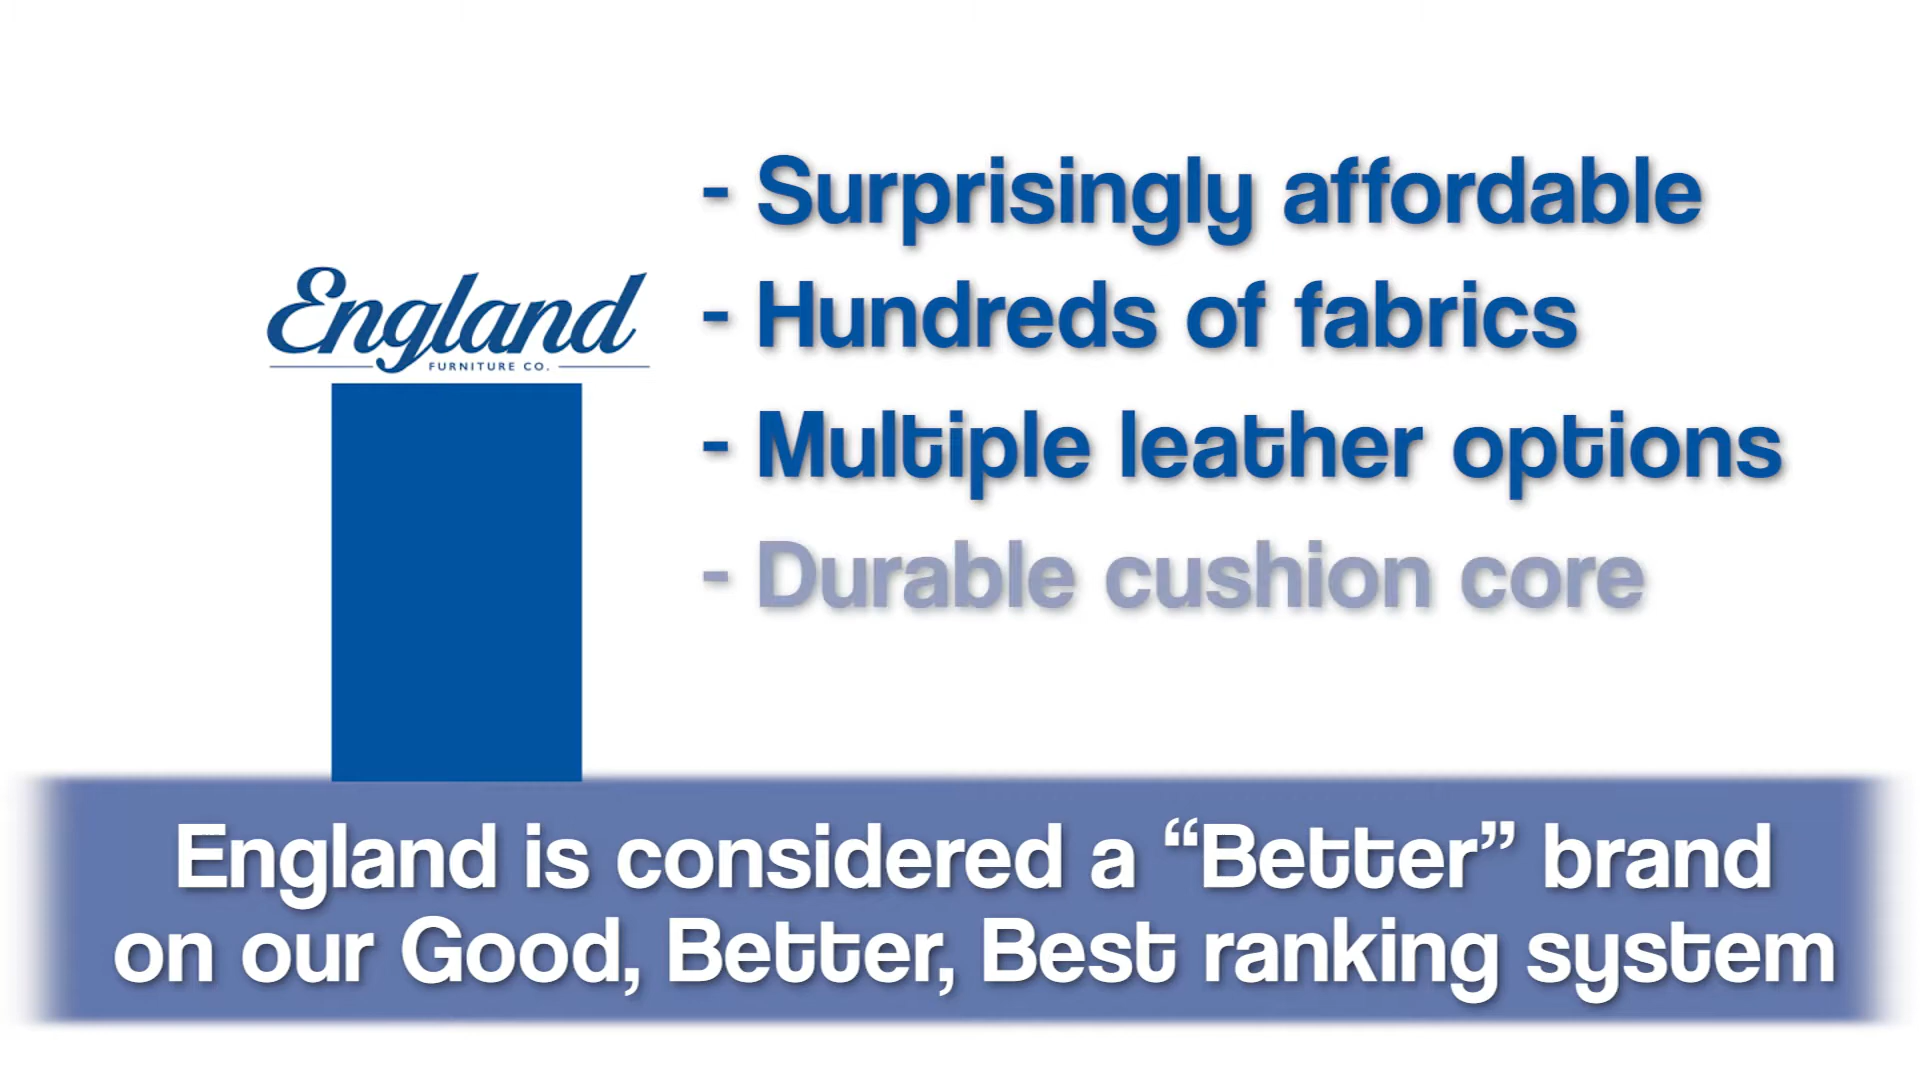 - Surprisingly affordable
- Hundreds of fabrics
- Multiple leather options
- Durable cushion core
England
FURNITURE CO.
England is considered a “Better” brand
on our Good, Better, Best ranking system